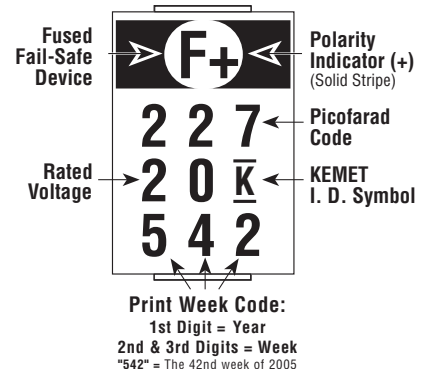 Fused
Fail-Safe
Device
F+
Polarity
Indicator (+)
(Solid Stripe)
2 2 7
Picofarad
Code
Rated
Voltage
2 0 K
KEMET
I. D. Symbol
5 4 2
Print Week Code:
1st Digit = Year
2nd & 3rd Digits = Week
"542" = The 42nd week of 2005